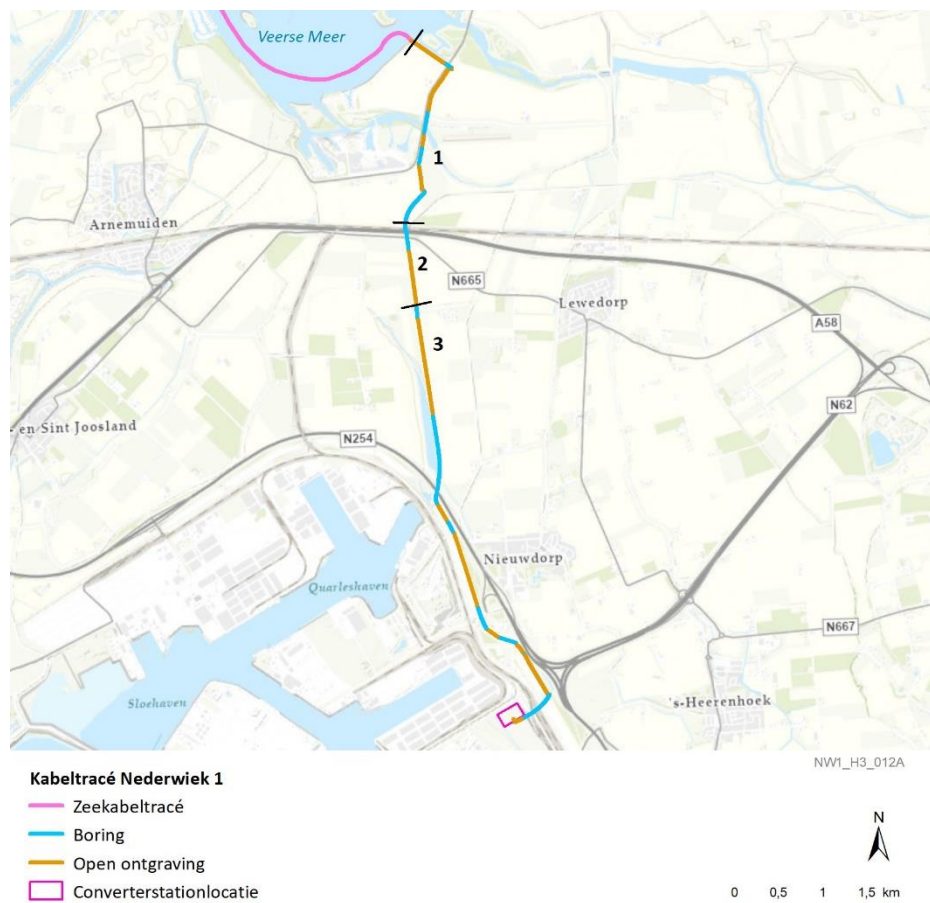 Veerse Meer
1
Arnemuiden
2
N665
Lewedorp
A58
3
N62
en Sint Joosland
N254
Nieuwdorp
Quarleshaven
N667
Sloehaven
's-Heerenhoek
NW1_H3_012A
Kabeltracé Nederwiek 1
Zeekabeltracé
Boring
Open ontgraving
Converterstationlocatie
N
0 0,5 1 1,5 km